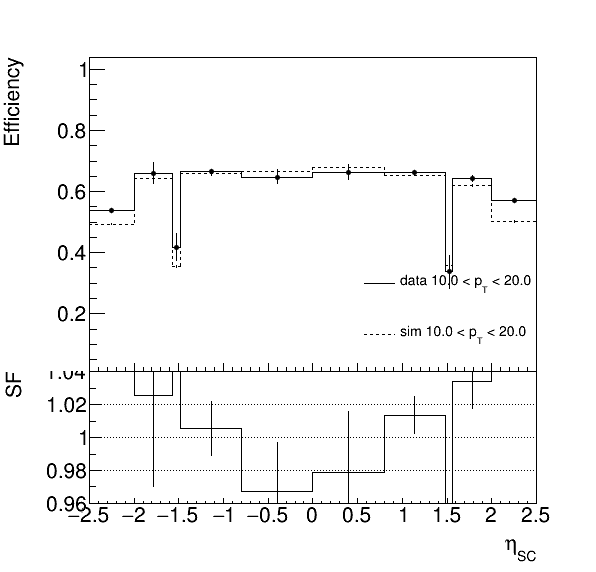 Efficiency
1
0.8
0.6
0.4
0.2
data 10.0 < p_T < 20.0
sim 10.0 < p_T < 20.0
SF
1.04
1.02
1
0.98
0.96
−2.5 −2 −1.5 −1 −0.5 0 0.5 1 1.5 2 2.5
η_SC